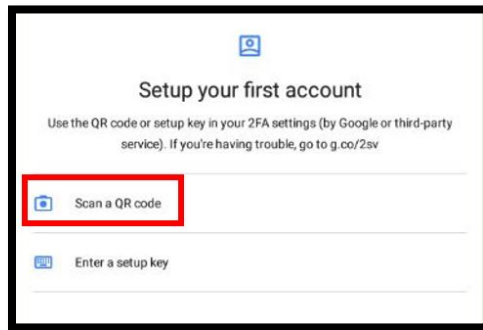 Setup your first account
Use the QR code or setup key in your 2FA settings (by Google or third-party
service). If you're having trouble, go to g.co/2sv
Scan a QR code
Enter a setup key